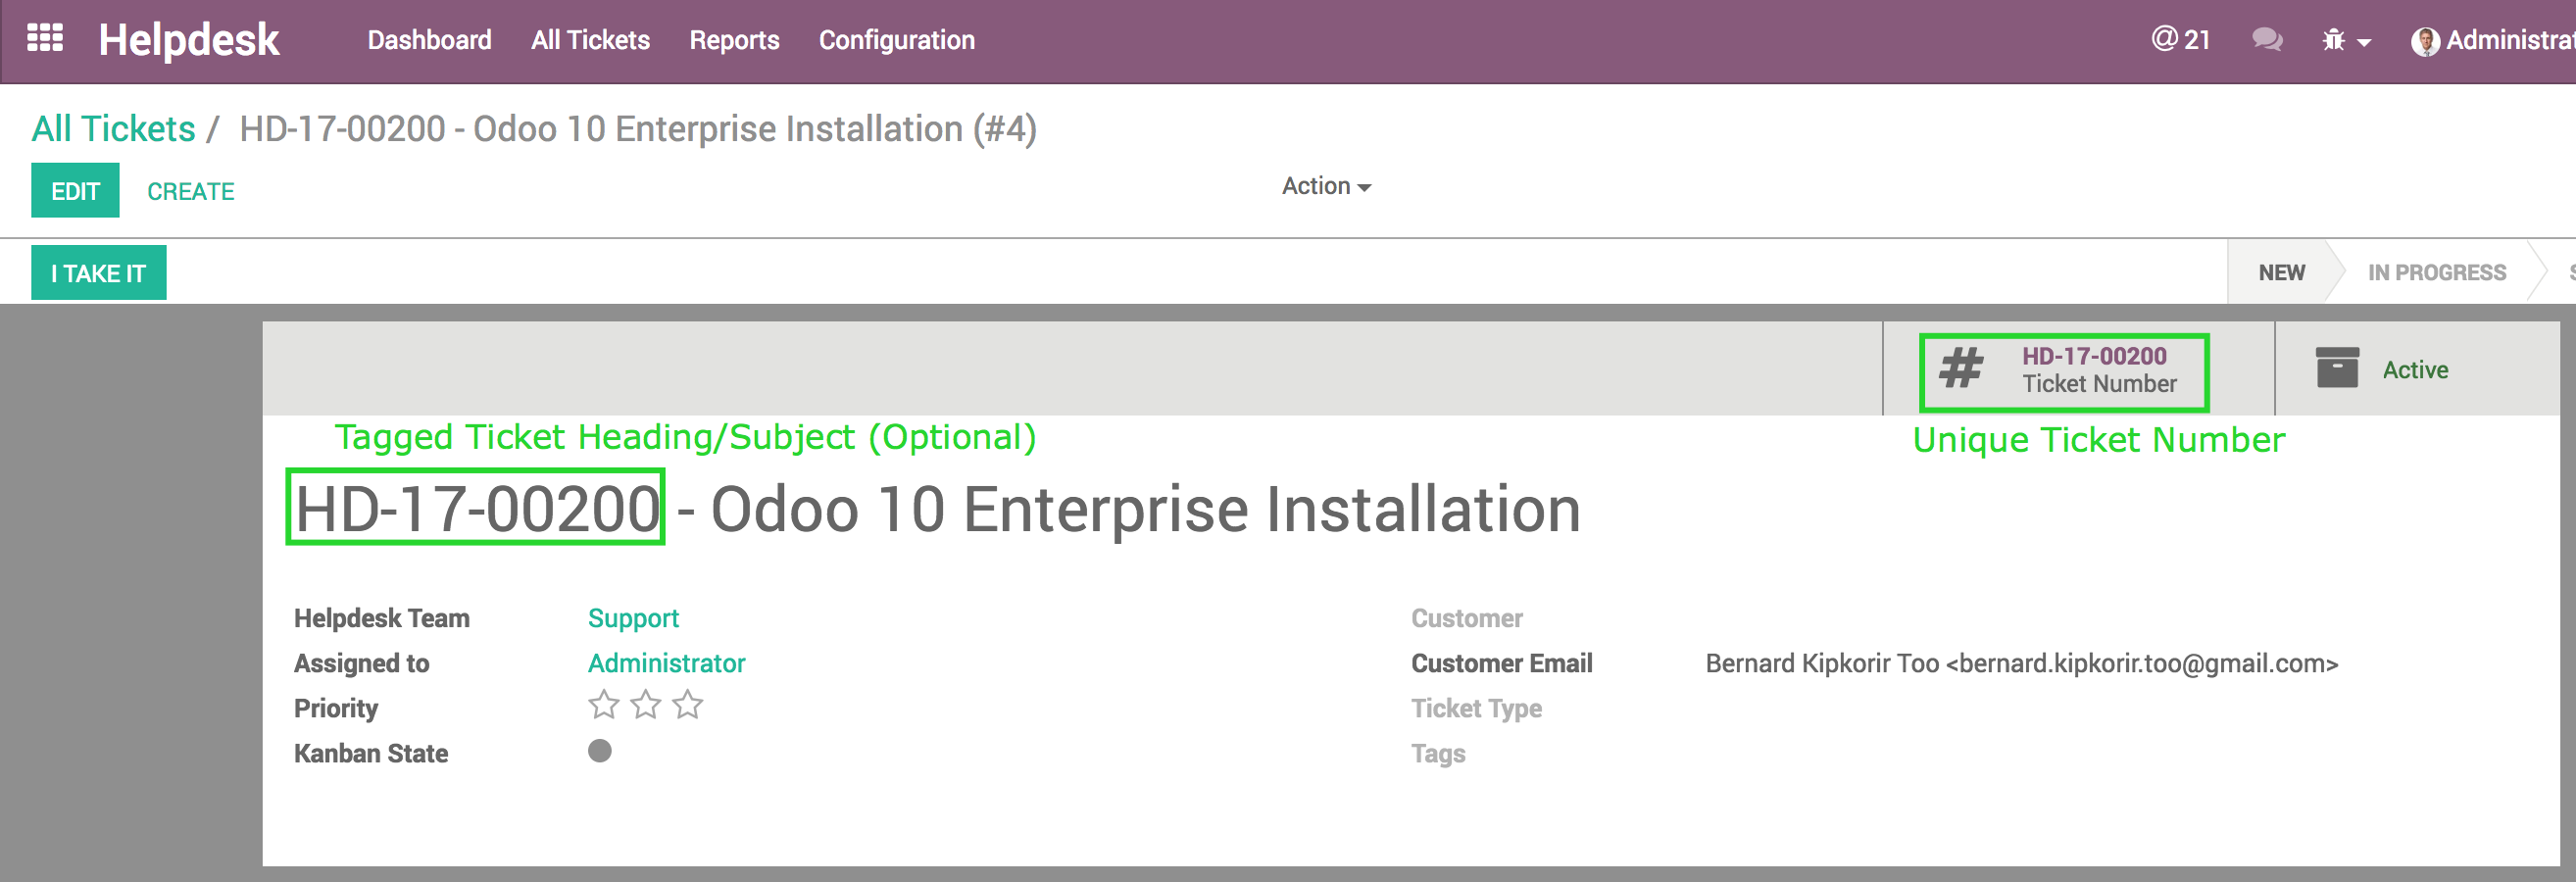 Helpdesk Dashboard All Tickets Reports Configuration @ 21 Administrat
All Tickets / HD-17-00200 - Odoo 10 Enterprise Installation (#4)
EDIT CREATE Action
I TAKE IT NEW IN PROGRESS
# HD-17-00200
Ticket Number
Active
Tagged Ticket Heading/Subject (Optional)
Unique Ticket Number
HD-17-00200 - Odoo 10 Enterprise Installation
Helpdesk Team Support Customer
Assigned to Administrator Customer Email Bernard Kipkorir Too <bernard.kipkorir.too@gmail.com>
Priority Ticket Type
Kanban State Tags